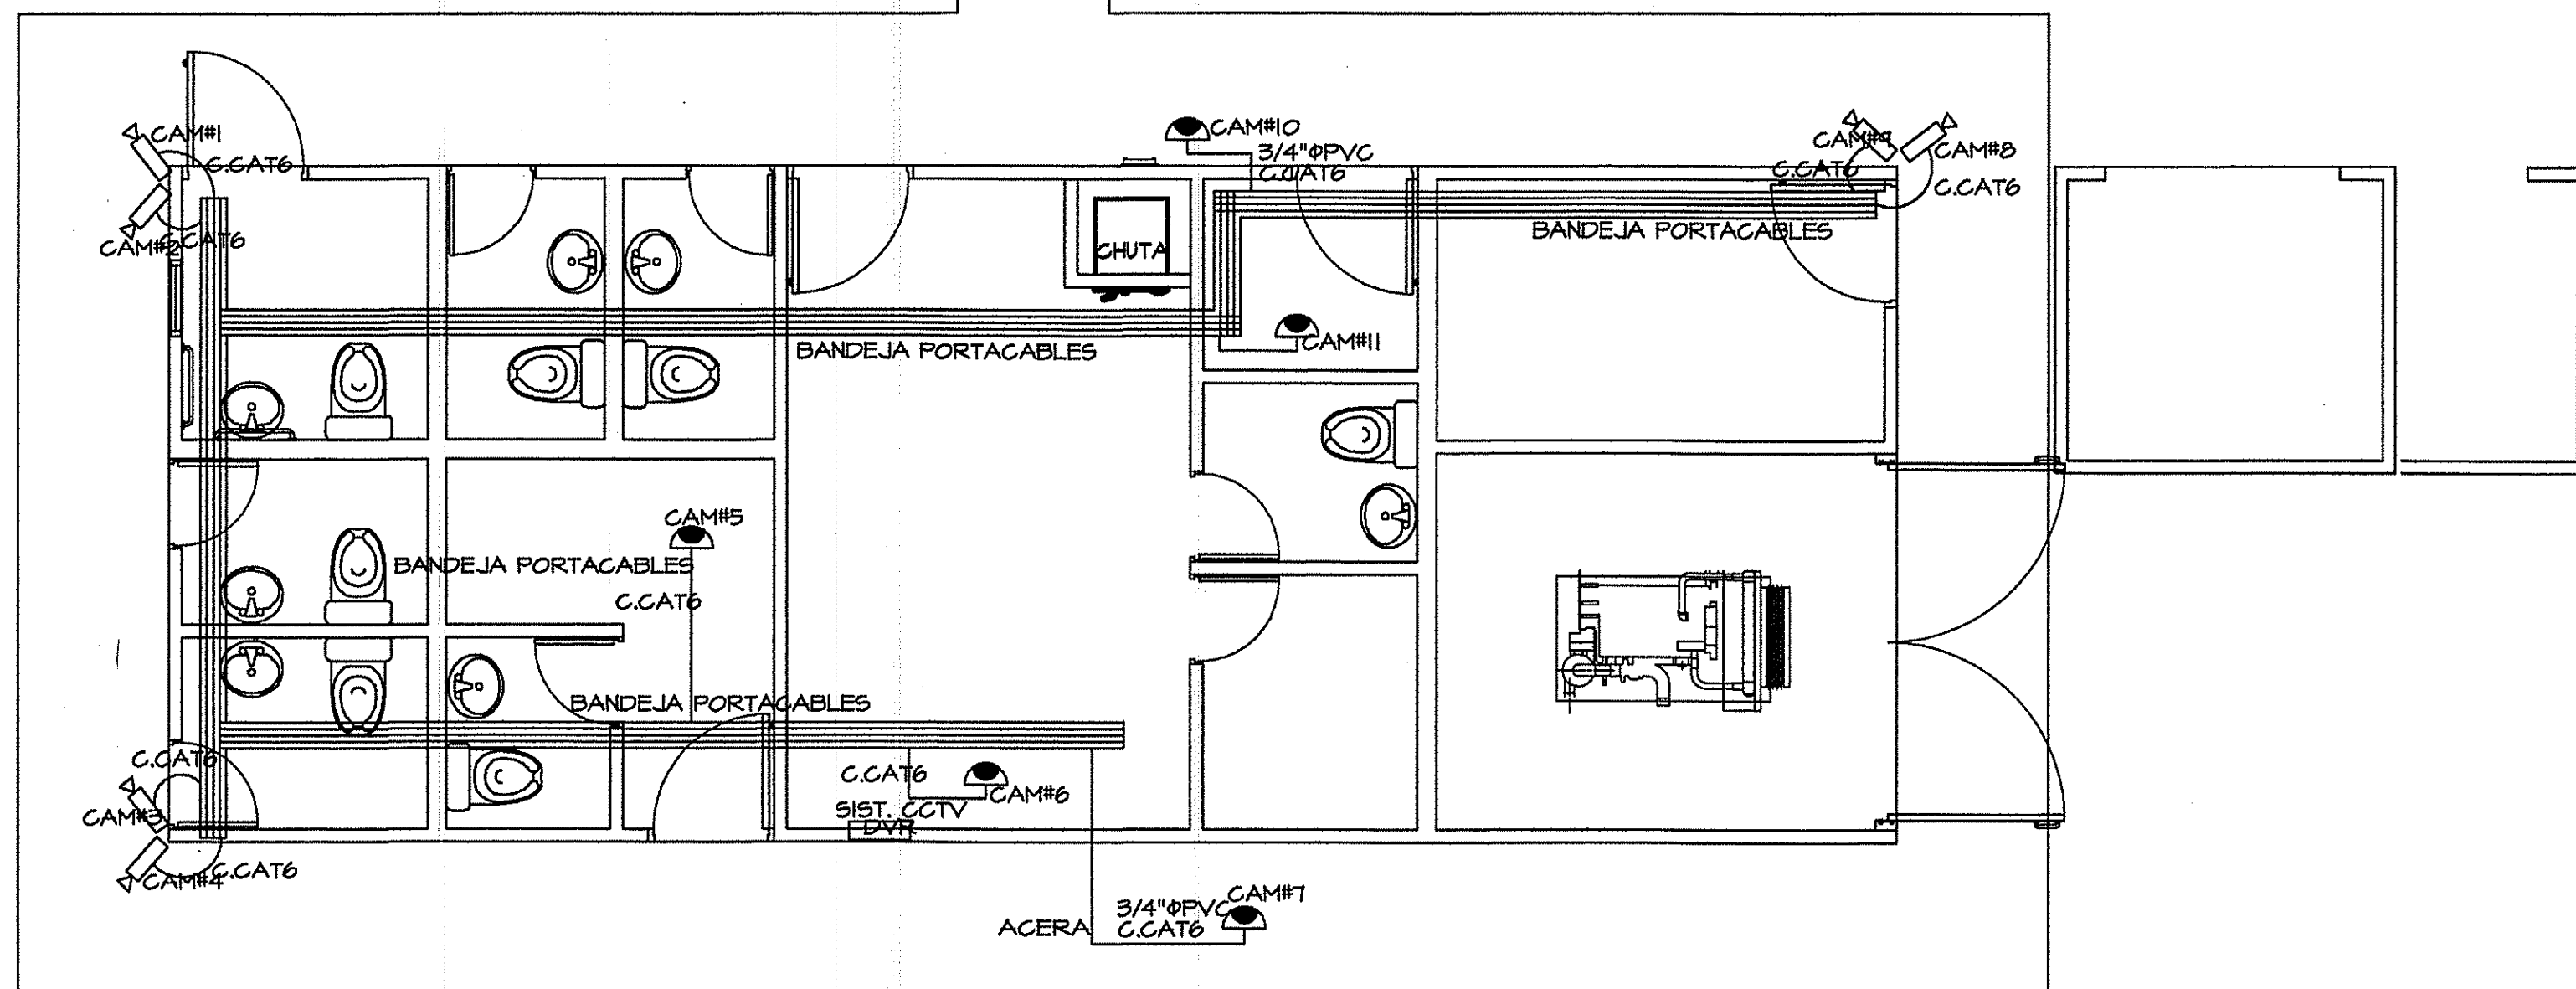 CAM#1
C.CAT6
CAM#2
C.CAT6
CAM#10
3/4"ΦPVC
C.CAT6
CAM#9
C.CAT6
CAM#8
C.CAT6
BANDEJA PORTACABLES
CHUTA
CAM#11
BANDEJA PORTACABLES
CAM#5
BANDEJA PORTACABLES
C.CAT6
BANDEJA PORTACABLES
C.CAT6
CAM#3
C.CAT6
CAM#6
SIST. CCTV
DVR
C.CAT6
CAM#4
CAM#7
3/4"ΦPVC
C.CAT6
ACERA